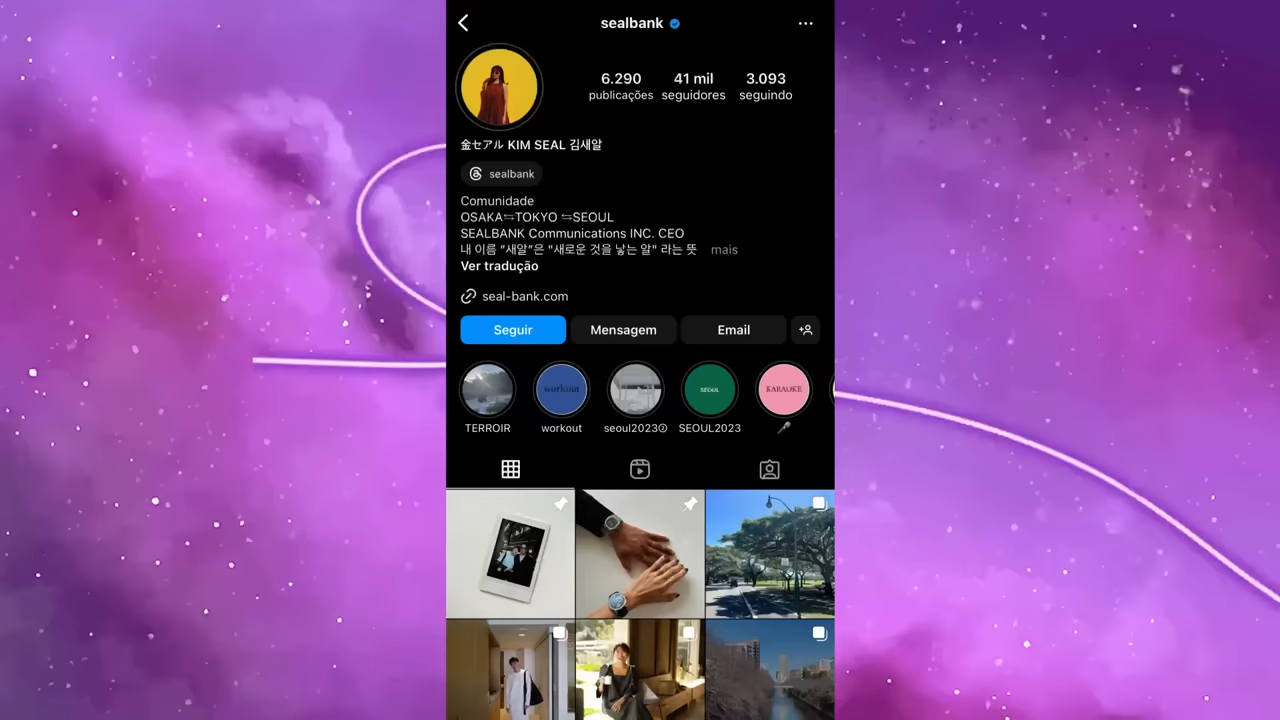 sealbank
6.290 41 mil 3.093
publicações seguidores seguindo
金セアル KIM SEAL 김새알
sealbank
Comunidade
OSAKA⇆TOKYO ⇆SEOUL
SEALBANK Communications INC. CEO
내 이름 "새알"은 "새로운 것을 낳는 알" 라는 뜻 mais
Ver tradução
seal-bank.com
Seguir Mensagem Email
workout SEOUL KARAOKE
TERROIR workout seoul2023② SEOUL2023 🎤